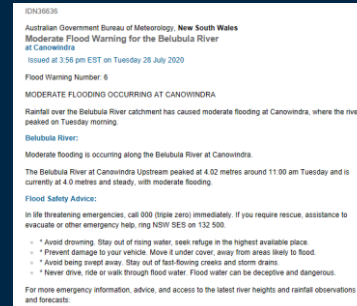 IDN36636
Australian Government Bureau of Meteorology, New South Wales
Moderate Flood Warning for the Belubula River
at Canowindra
Issued at 3:56 pm EST on Tuesday 28 July 2020
Flood Warning Number: 6
MODERATE FLOODING OCCURRING AT CANOWINDRA
Rainfall over the Belubula River catchment has caused moderate flooding at Canowindra, where the rive
peaked on Tuesday morning.
Belubula River:
Moderate flooding is occurring along the Belubula River at Canowindra.
The Belubula River at Canowindra Upstream peaked at 4.02 metres around 11:00 am Tuesday and is
currently at 4.0 metres and steady, with moderate flooding.
Flood Safety Advice:
In life threatening emergencies, call 000 (triple zero) immediately. If you require rescue, assistance to
evacuate or other emergency help, ring NSW SES on 132 500.
* Avoid drowning. Stay out of rising water, seek refuge in the highest available place.
* Prevent damage to your vehicle. Move it under cover, away from areas likely to flood.
* Avoid being swept away. Stay out of fast-flowing creeks and storm drains.
* Never drive, ride or walk through flood water. Flood water can be deceptive and dangerous.
For more emergency information, advice, and access to the latest river heights and rainfall observations
and forecasts: